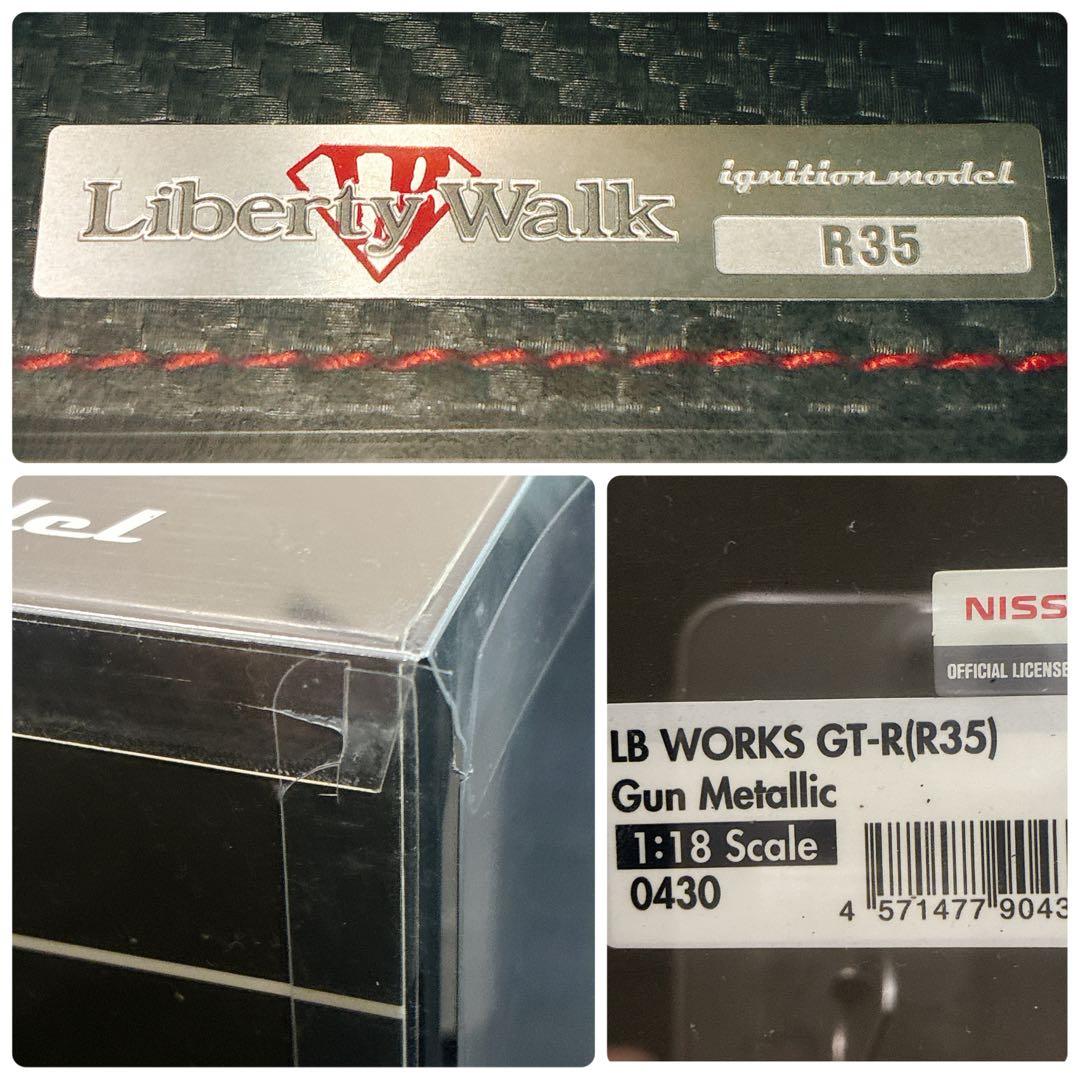 Liberty Walk
ignition model
R35
NISS
OFFICIAL LICENSE
LB WORKS GT-R(R35)
Gun Metallic
1:18 Scale
0430
4 571477 9043